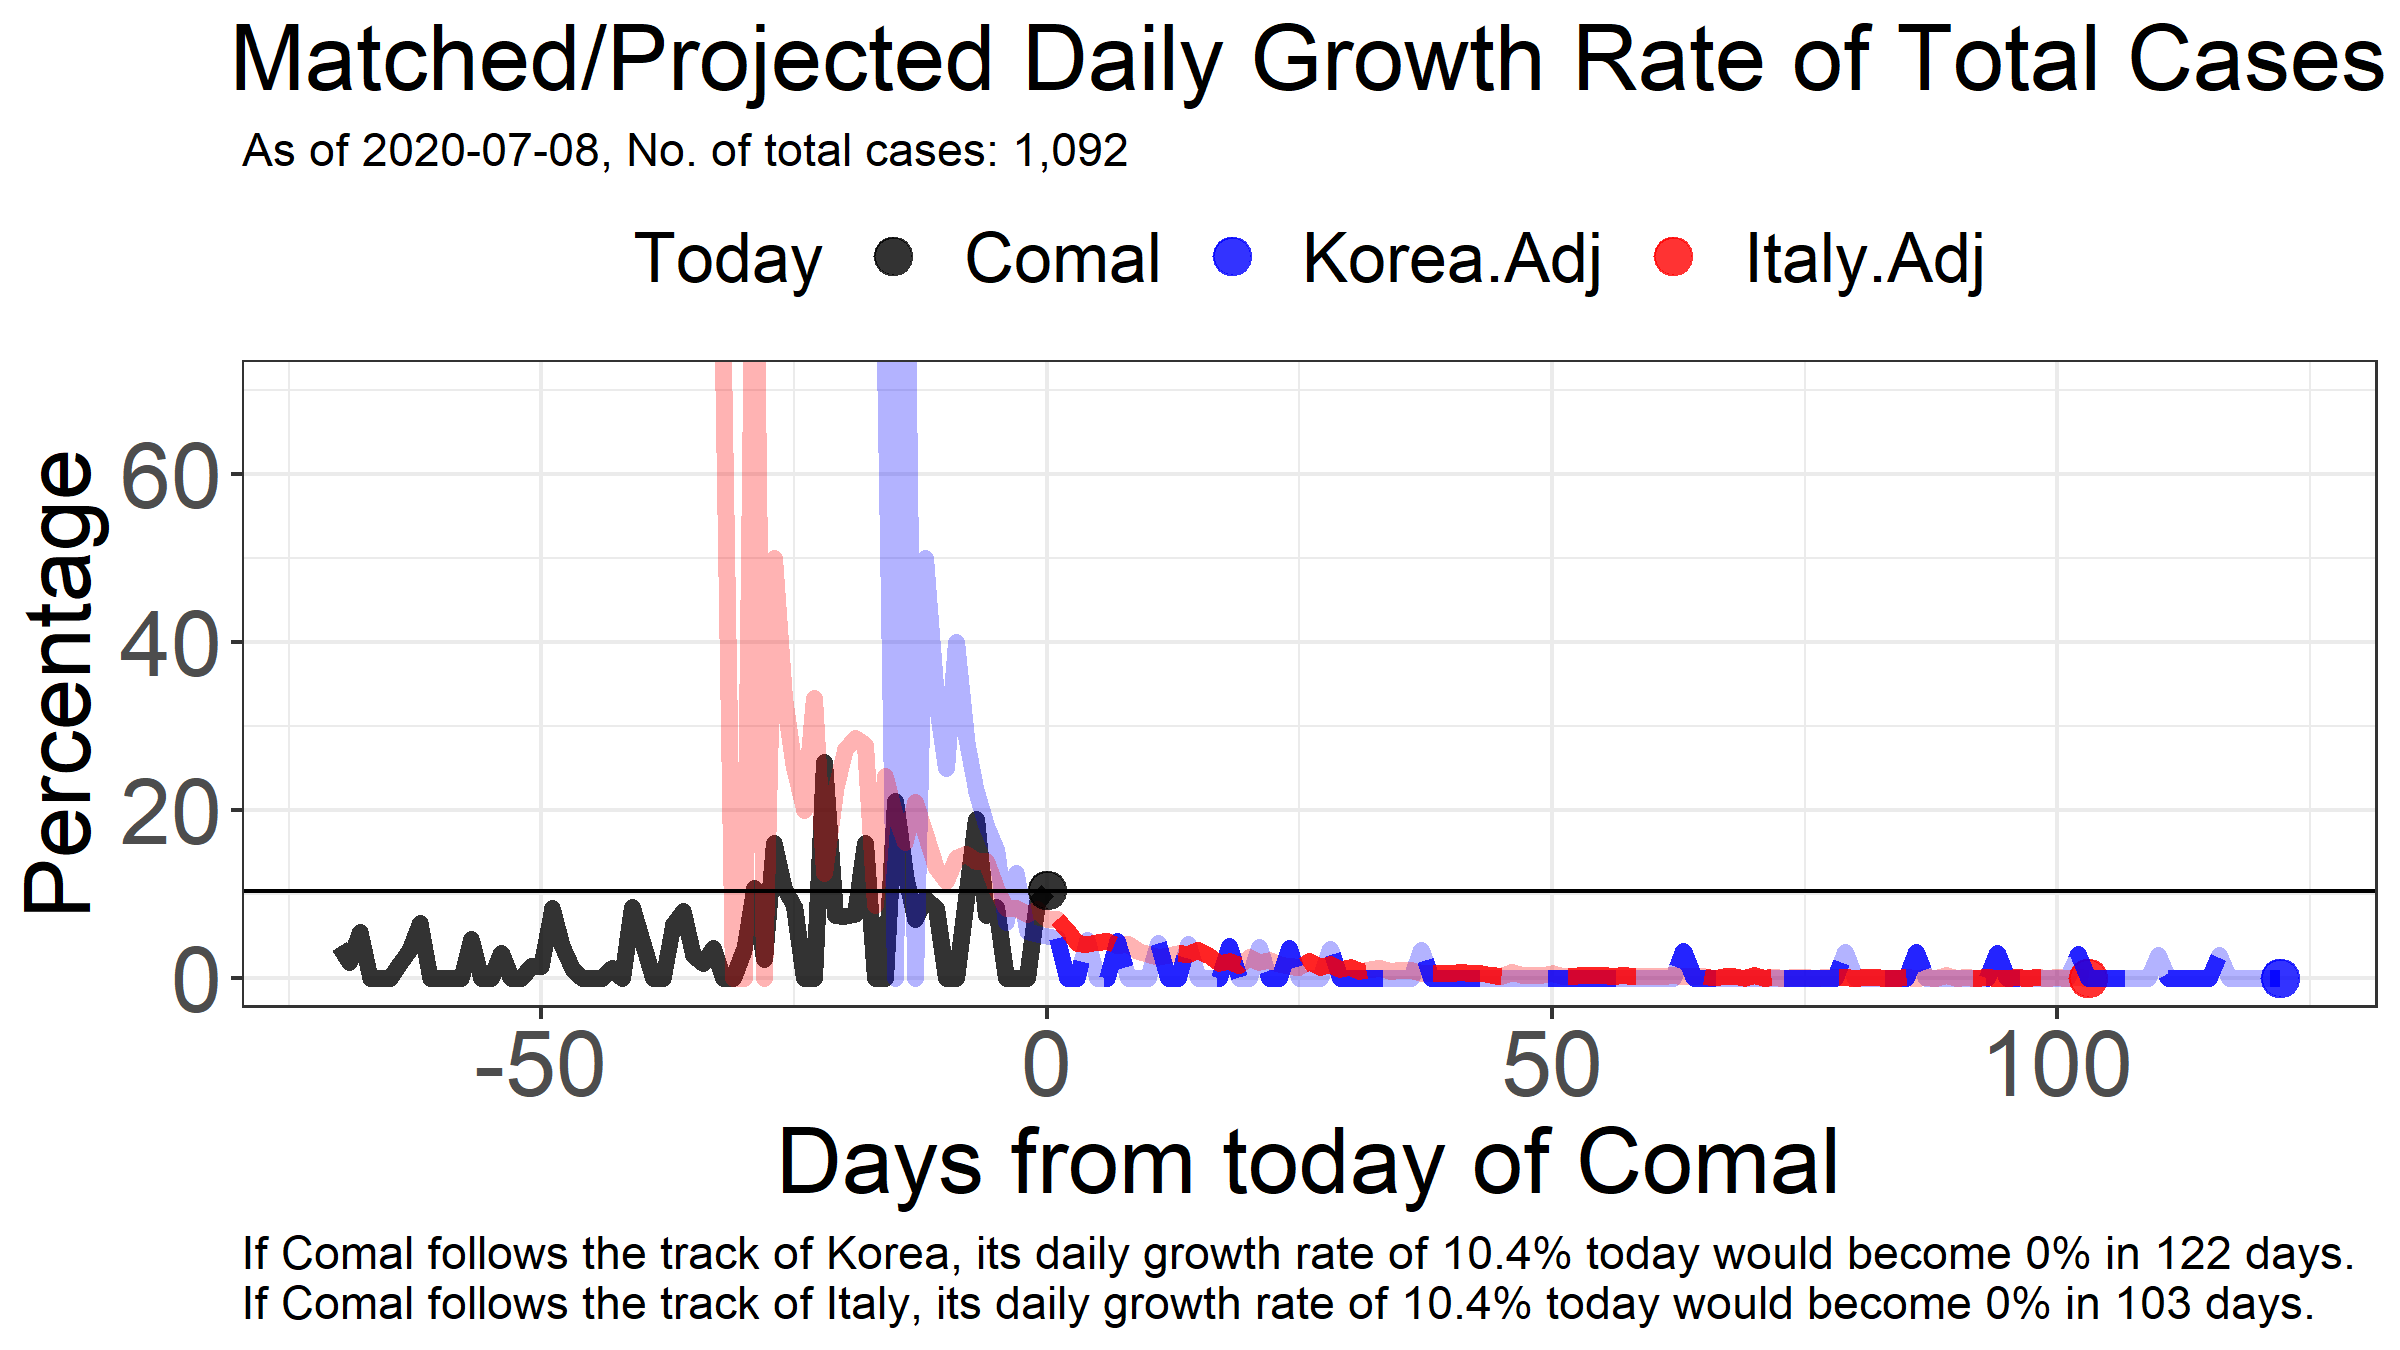 Matched/Projected Daily Growth Rate of Total Cases
As of 2020-07-08, No. of total cases: 1,092
Today Comal Korea.Adj Italy.Adj
Percentage
60
40
20
0
-50 0 50 100
Days from today of Comal
If Comal follows the track of Korea, its daily growth rate of 10.4% today would become 0% in 122 days.
If Comal follows the track of Italy, its daily growth rate of 10.4% today would become 0% in 103 days.